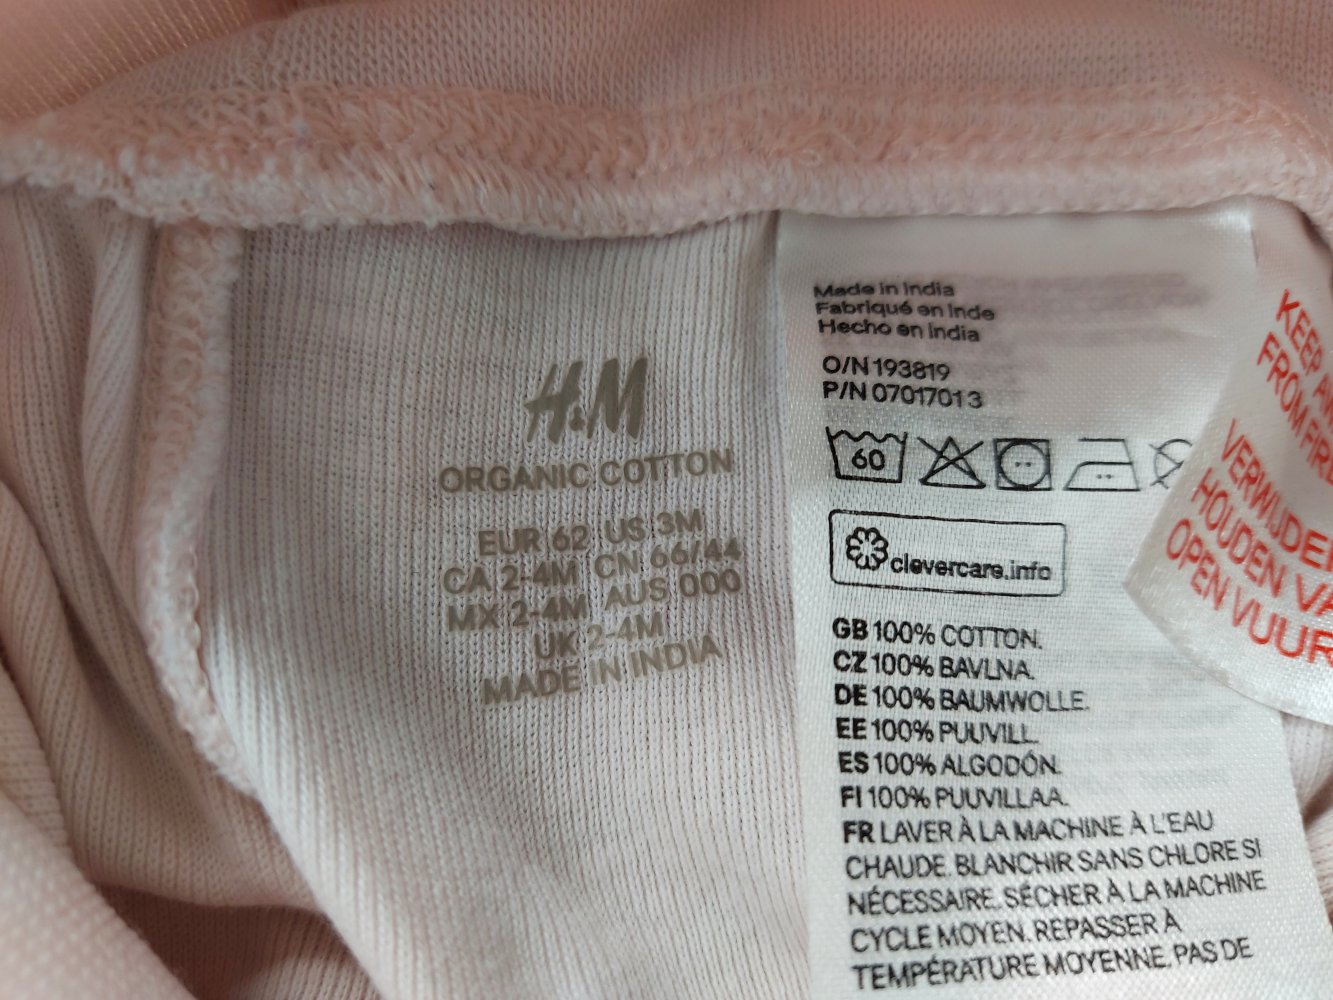 H&M
ORGANIC COTTON
EUR 62 US 3M
CA 2-4M CN 66/44
MX 2-4M AUS 000
UK 2-4M
MADE IN INDIA
Made in India
Fabriqué en Inde
Hecho en India
O/N 193819
P/N 07017013
60
clevercare.info
GB 100% COTTON.
CZ 100% BAVLNA.
DE 100% BAUMWOLLE.
EE 100% PUUVILL.
ES 100% ALGODÓN.
FI 100% PUUVILLAA.
FR LAVER À LA MACHINE À L'EAU
CHAUDE. BLANCHIR SANS CHLORE SI
NÉCESSAIRE. SÉCHER À LA MACHINE
CYCLE MOYEN. REPASSER À
TEMPÉRATURE MOYENNE. PAS DE
KEEP
FROM FIRE
VERWIJDE
HOUDEN VA
OPEN VUUR